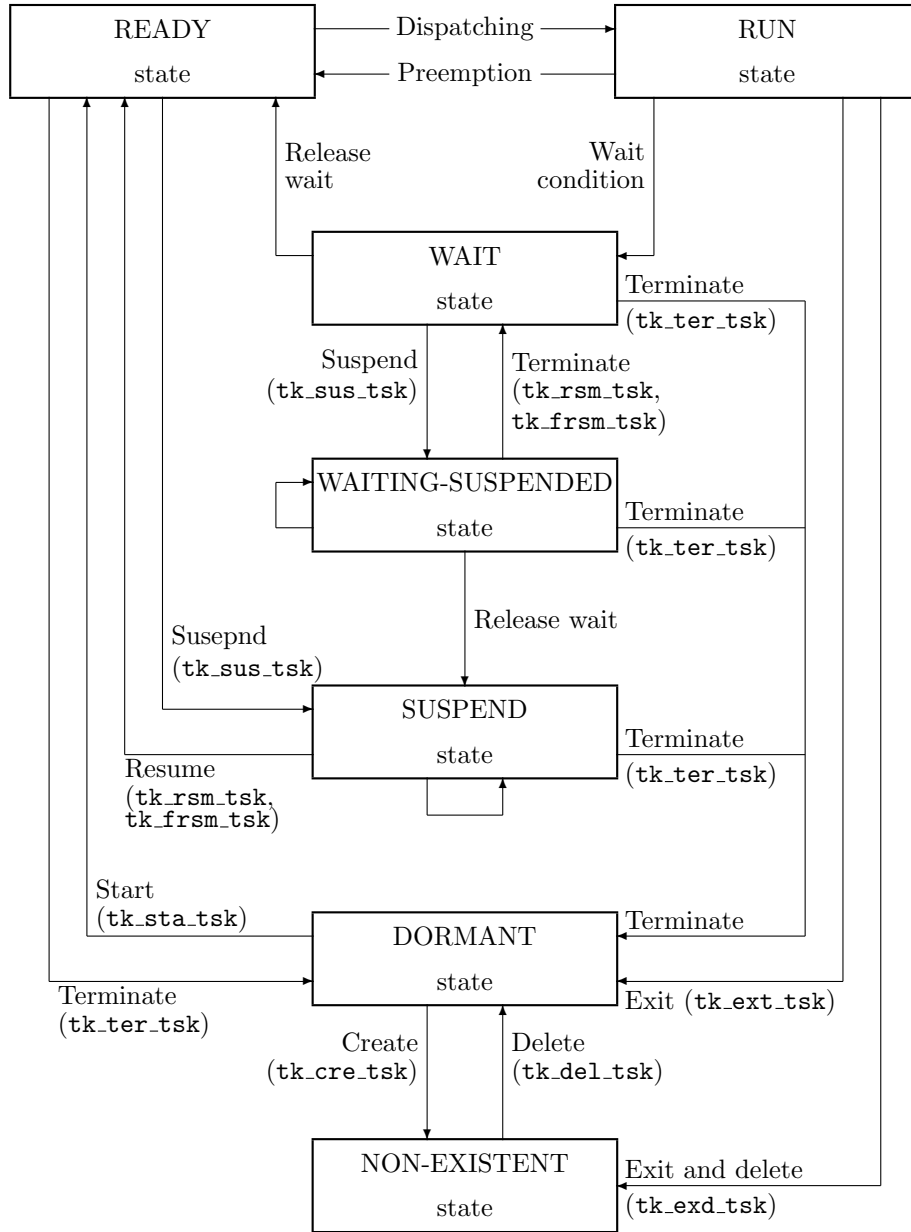 READY
state
Dispatching
Preemption
RUN
state
Release
wait
Wait
condition
WAIT
state
Terminate
(tk_ter_tsk)
Suspend
(tk_sus_tsk)
Terminate
(tk_rsm_tsk,
tk_frsm_tsk)
WAITING-SUSPENDED
state
Terminate
(tk_ter_tsk)
Release wait
Susepnd
(tk_sus_tsk)
SUSPEND
state
Terminate
(tk_ter_tsk)
Resume
(tk_rsm_tsk,
tk_frsm_tsk)
Start
(tk_sta_tsk)
DORMANT
state
Terminate
Terminate
(tk_ter_tsk)
Exit (tk_ext_tsk)
Create
(tk_cre_tsk)
Delete
(tk_del_tsk)
NON-EXISTENT
state
Exit and delete
(tk_exd_tsk)